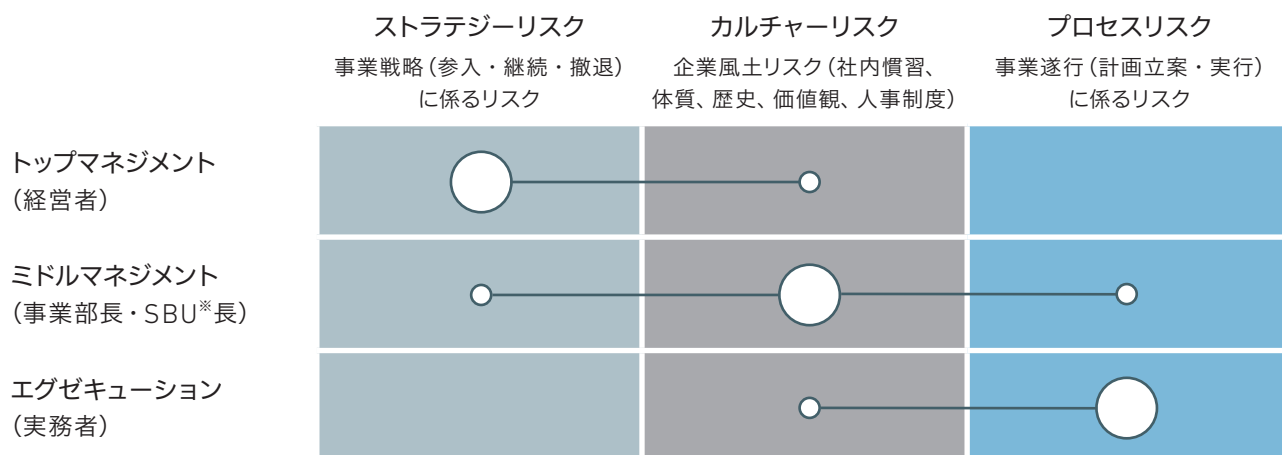 ストラテジーリスク
事業戦略（参入・継続・撤退）
に係るリスク
カルチャーリスク
企業風土リスク（社内慣習、
体質、歴史、価値観、人事制度）
プロセスリスク
事業遂行（計画立案・実行）
に係るリスク
トップマネジメント
（経営者）
ミドルマネジメント
（事業部長・SBU※長）
エグゼキューション
（実務者）